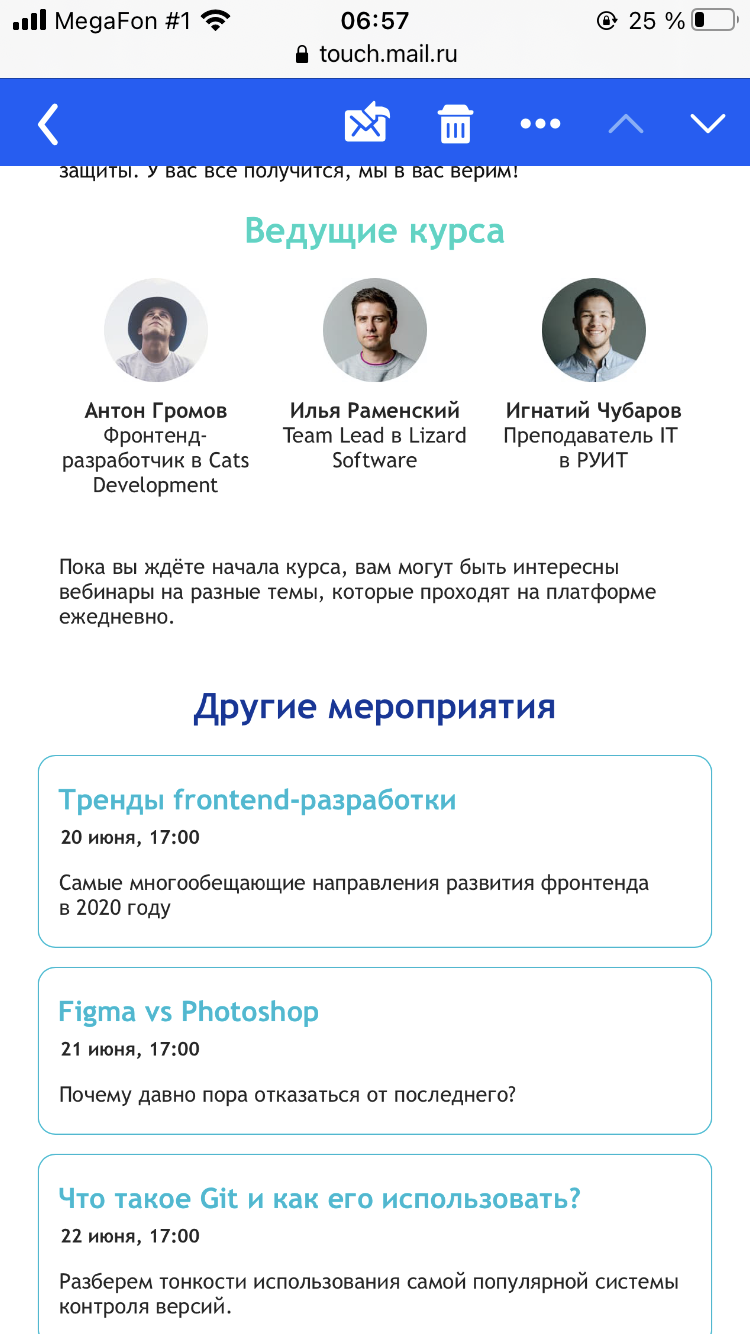 MegaFon #1 06:57 25 %
touch.mail.ru
защиты. У вас все получится, мы в вас верим!
Ведущие курса
Антон Громов
Фронтенд-
разработчик в Cats
Development
Илья Раменский
Team Lead в Lizard
Software
Игнатий Чубаров
Преподаватель IT
в РУИТ
Пока вы ждёте начала курса, вам могут быть интересны
вебинары на разные темы, которые проходят на платформе
ежедневно.
Другие мероприятия
Тренды frontend-разработки
20 июня, 17:00
Самые многообещающие направления развития фронтенда
в 2020 году
Figma vs Photoshop
21 июня, 17:00
Почему давно пора отказаться от последнего?
Что такое Git и как его использовать?
22 июня, 17:00
Разберем тонкости использования самой популярной системы
контроля версий.